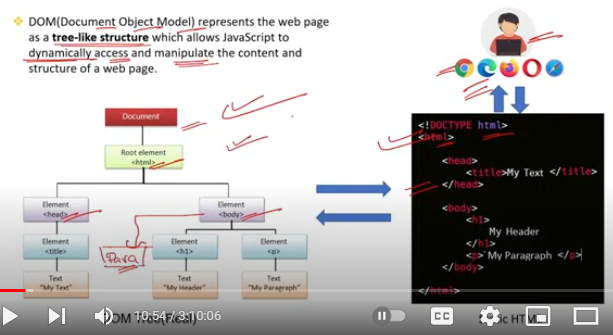 DOM(Document Object Model) represents the web page
as a tree-like structure which allows JavaScript to
dynamically access and manipulate the content and
structure of a web page.
Document
Root element
<html>
Element
<head>
Element
<body>
Para
Element
<title>
Element
<h1>
Element
<p>
Text
"My Text"
Text
"My Header"
Text
"My Paragraph"
<!DOCTYPE html>
<html>
<head>
<title>My Text </title>
</head>
<body>
<h1>
My Header
</h1>
<p>`My Paragraph </p>
</body>
</html>
10:54 / 3:10:06
HTML